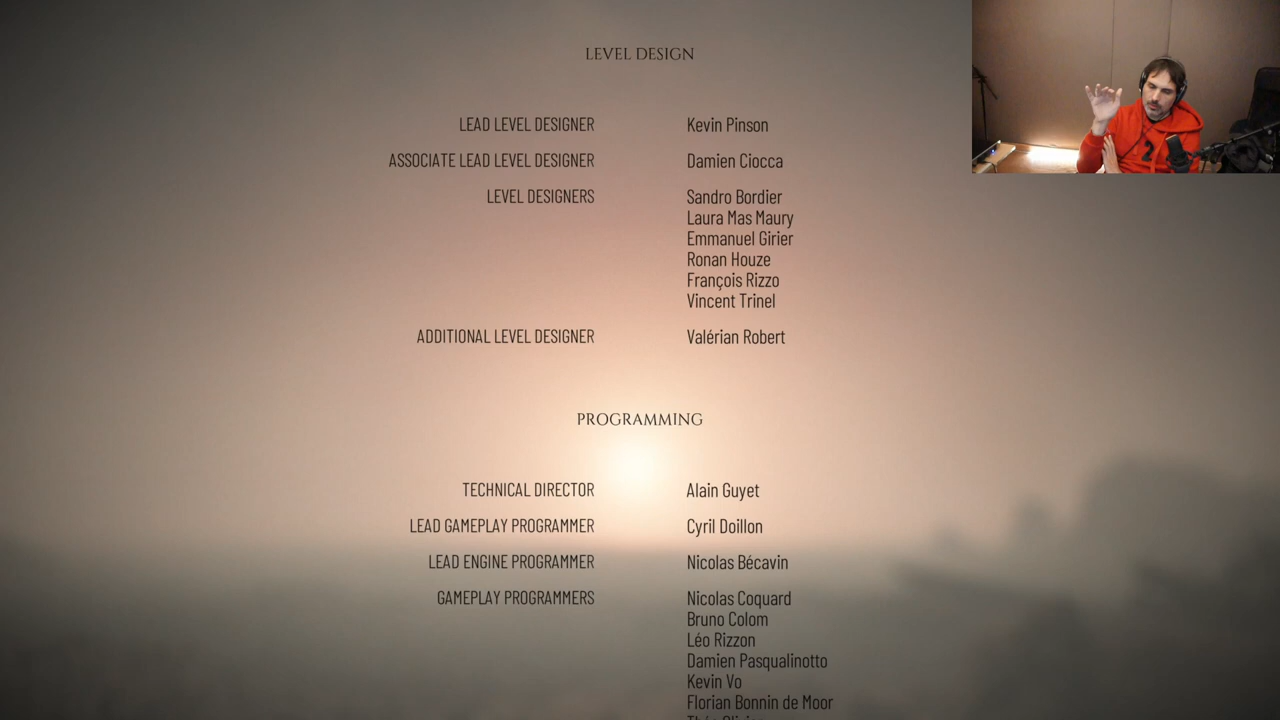 LEVEL DESIGN
LEAD LEVEL DESIGNER Kevin Pinson
ASSOCIATE LEAD LEVEL DESIGNER Damien Ciocca
LEVEL DESIGNERS Sandro Bordier
Laura Mas Maury
Emmanuel Girier
Ronan Houze
François Rizzo
Vincent Trinel
ADDITIONAL LEVEL DESIGNER Valérian Robert
PROGRAMMING
TECHNICAL DIRECTOR Alain Guyet
LEAD GAMEPLAY PROGRAMMER Cyril Doillon
LEAD ENGINE PROGRAMMER Nicolas Bécavin
GAMEPLAY PROGRAMMERS Nicolas Coquard
Bruno Colom
Léo Rizzon
Damien Pasqualinotto
Kevin Vo
Florian Bonnin de Moor